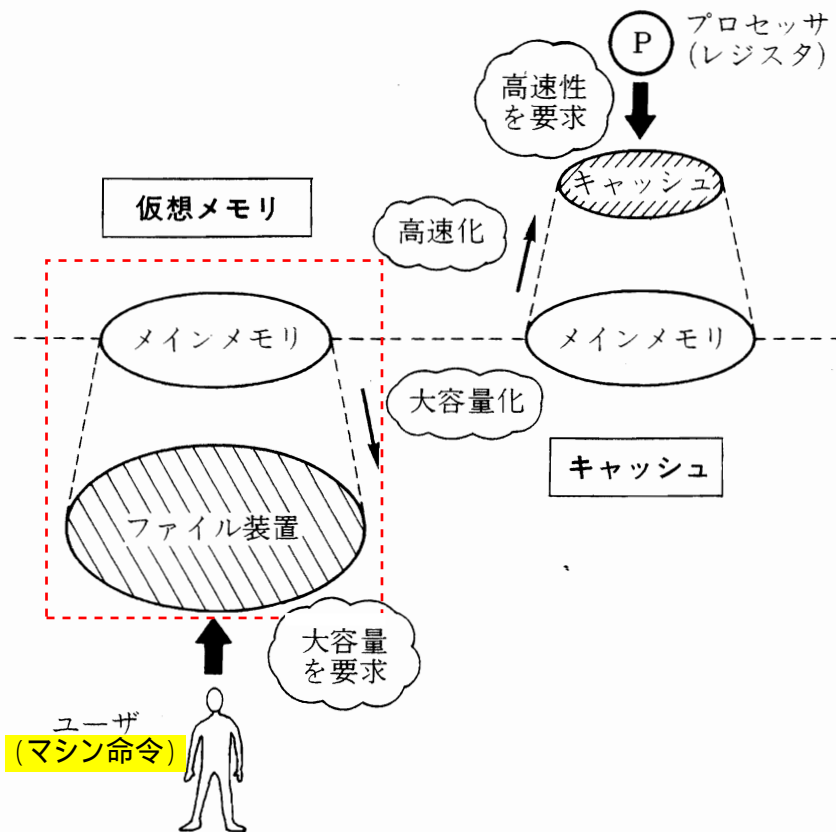 P
プロセッサ
(レジスタ)
高速性
を要求
キャッシュ
仮想メモリ
高速化
メインメモリ
メインメモリ
大容量化
キャッシュ
ファイル装置
大容量
を要求
ユーザ
(マシン命令)